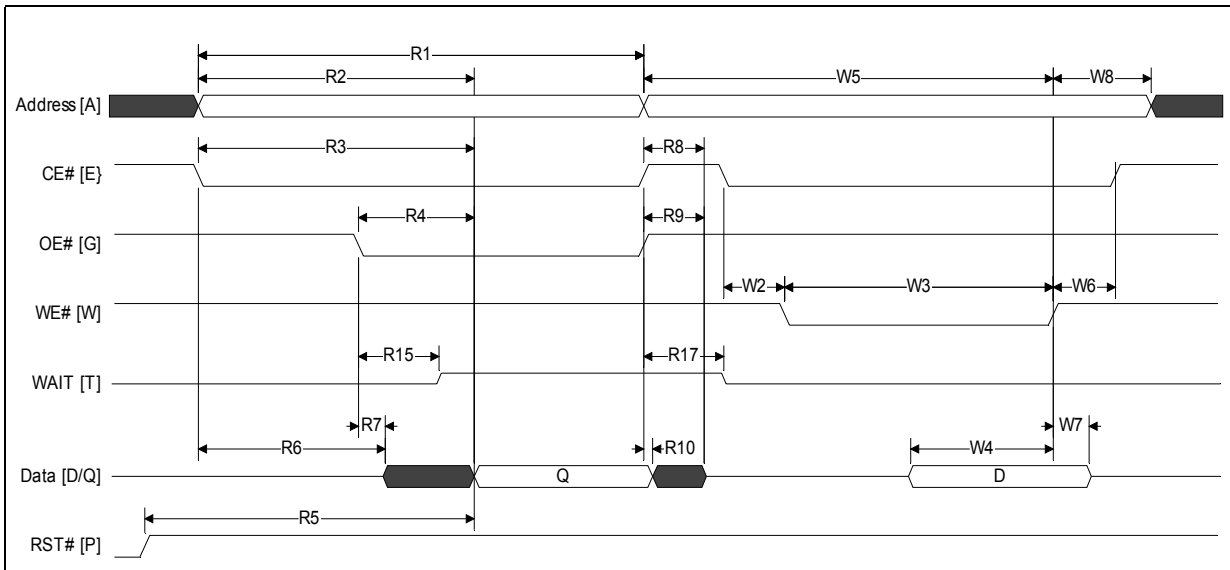 R1
R2
W5
W8
Address [A]
R3
R8
CE# [E}
R4
R9
OE# [G]
W2
W3
W6
WE# [W]
R15
R17
WAIT [T]
R7
W7
R6
R10
W4
Data [D/Q]
Q
D
R5
RST# [P]